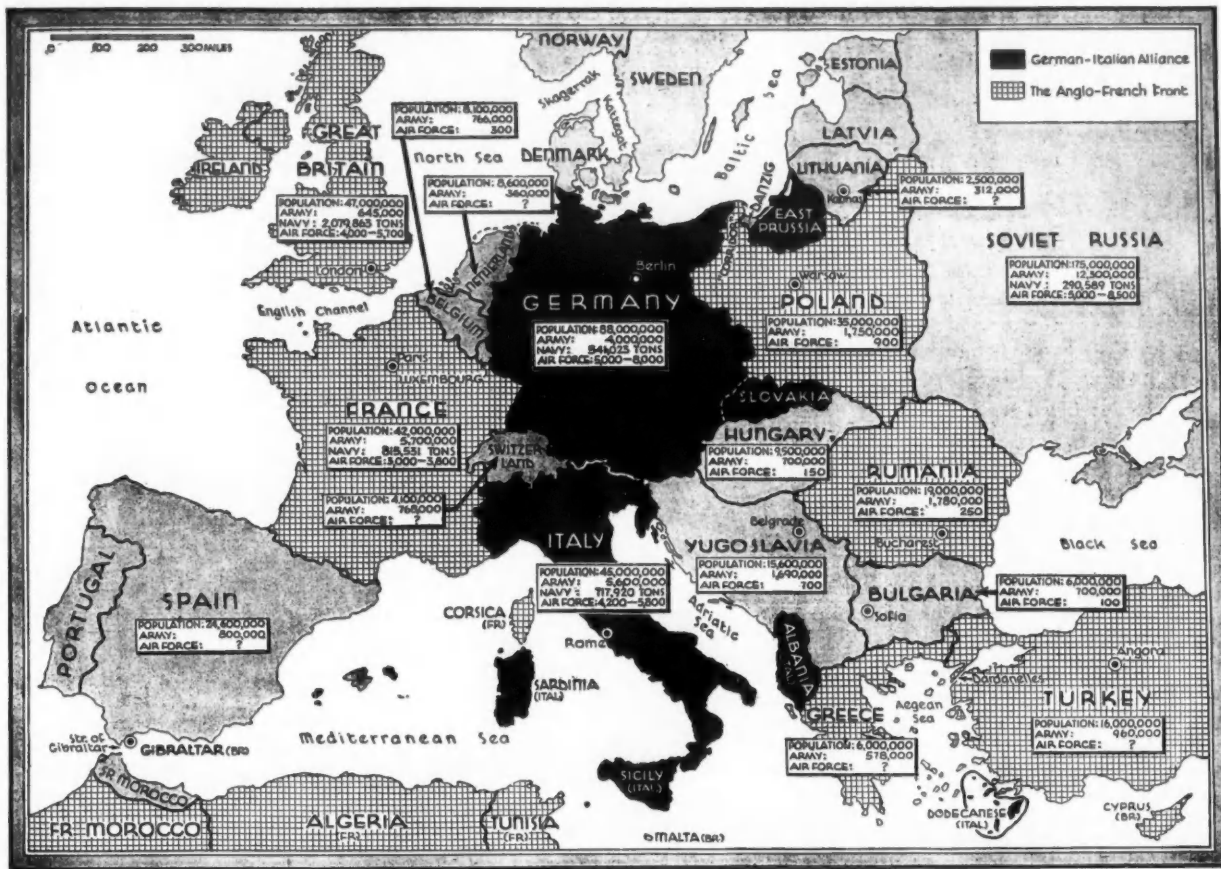 0 100 200 300 MILES
German-Italian Alliance
The Anglo-French Front
NORWAY
SWEDEN
ESTONIA
LATVIA
LITHUANIA
Skagerrak
Kattegat
Baltic Sea
DENMARK
North Sea
GREAT
BRITAIN
IRELAND
POPULATION: 8,100,000
ARMY: 766,000
AIR FORCE: 300
POPULATION: 8,600,000
ARMY: 360,000
AIR FORCE: ?
POPULATION: 47,000,000
ARMY: 645,000
NAVY: 2,079,863 TONS
AIR FORCE: 4,000-5,700
London
English Channel
Atlantic
Ocean
NETHERLANDS
BELGIUM
DANZIG
CORRIDOR
EAST
PRUSSIA
Kaunas
POPULATION: 2,500,000
ARMY: 312,000
AIR FORCE: ?
SOVIET RUSSIA
POPULATION: 175,000,000
ARMY: 12,300,000
NAVY: 290,589 TONS
AIR FORCE: 5,000-8,500
Berlin
GERMANY
POPULATION: 88,000,000
ARMY: 4,000,000
NAVY: 541,023 TONS
AIR FORCE: 5,000-8,000
Warsaw
POLAND
POPULATION: 35,000,000
ARMY: 1,750,000
AIR FORCE: 900
Paris
LUXEMBOURG
FRANCE
POPULATION: 42,000,000
ARMY: 5,700,000
NAVY: 815,531 TONS
AIR FORCE: 3,000-3,800
SWITZER
LAND
POPULATION: 4,100,000
ARMY: 768,000
AIR FORCE: ?
SLOVAKIA
HUNGARY
POPULATION: 9,500,000
ARMY: 700,000
AIR FORCE: 150
RUMANIA
POPULATION: 19,000,000
ARMY: 1,780,000
AIR FORCE: 250
Bucharest
Black Sea
ITALY
POPULATION: 45,000,000
ARMY: 5,600,000
NAVY: 717,920 TONS
AIR FORCE: 4,200-5,800
Belgrade
YUGOSLAVIA
POPULATION: 15,600,000
ARMY: 1,690,000
AIR FORCE: 700
BULGARIA
Sofia
POPULATION: 6,000,000
ARMY: 700,000
AIR FORCE: 100
PORTUGAL
SPAIN
POPULATION: 24,600,000
ARMY: 800,000
AIR FORCE: ?
CORSICA
(FR)
Rome
Adriatic
Sea
ALBANIA
(ITAL)
SARDINIA
(ITAL)
Mediterranean Sea
Angora
Dardanelles
Aegean
Sea
TURKEY
POPULATION: 16,000,000
ARMY: 960,000
AIR FORCE: ?
GREECE
POPULATION: 6,000,000
ARMY: 578,000
AIR FORCE: ?
Sts. of
Gibraltar
GIBRALTAR (BR)
SP. MOROCCO
FR. MOROCCO
ALGERIA
(FR)
TUNISIA
(FR)
SICILY
(ITAL)
MALTA (BR)
DODECANESE
(ITAL)
CYPRUS
(BR)